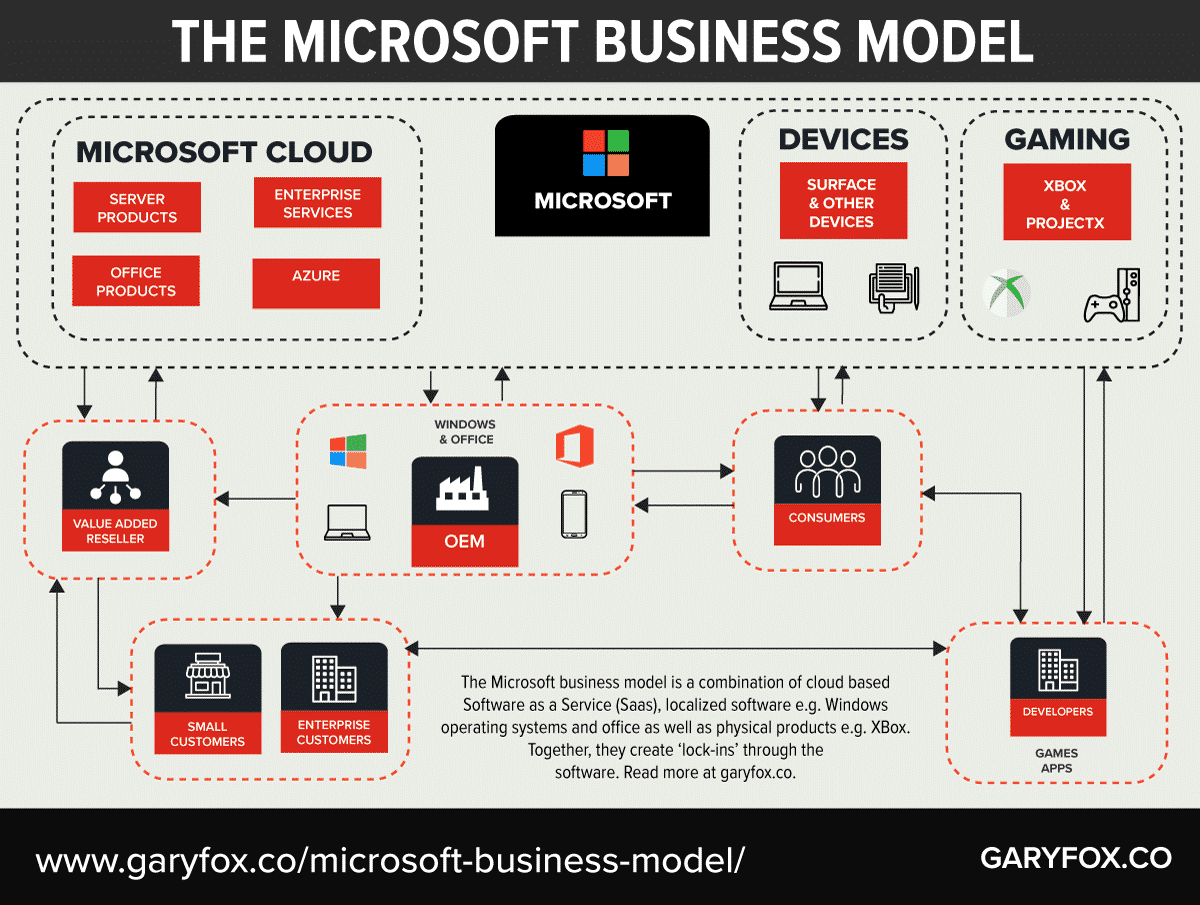 THE MICROSOFT BUSINESS MODEL
MICROSOFT CLOUD
SERVER
PRODUCTS
ENTERPRISE
SERVICES
OFFICE
PRODUCTS
AZURE
MICROSOFT
DEVICES
SURFACE
& OTHER
DEVICES
GAMING
XBOX
&
PROJECTX
VALUE ADDED
RESELLER
WINDOWS
& OFFICE
OEM
CONSUMERS
SMALL
CUSTOMERS
ENTERPRISE
CUSTOMERS
The Microsoft business model is a combination of cloud based
Software as a Service (Saas), localized software e.g. Windows
operating systems and office as well as physical products e.g. XBox.
Together, they create ‘lock-ins’ through the
software. Read more at garyfox.co.
DEVELOPERS
GAMES
APPS
www.garyfox.co/microsoft-business-model/
GARYFOX.CO